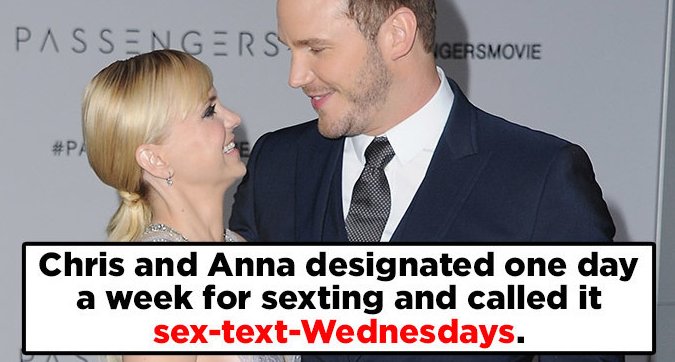 PASSENGERS
GERSMOVIE
#PA
Chris and Anna designated one day
a week for sexting and called it
sex-text-Wednesdays.